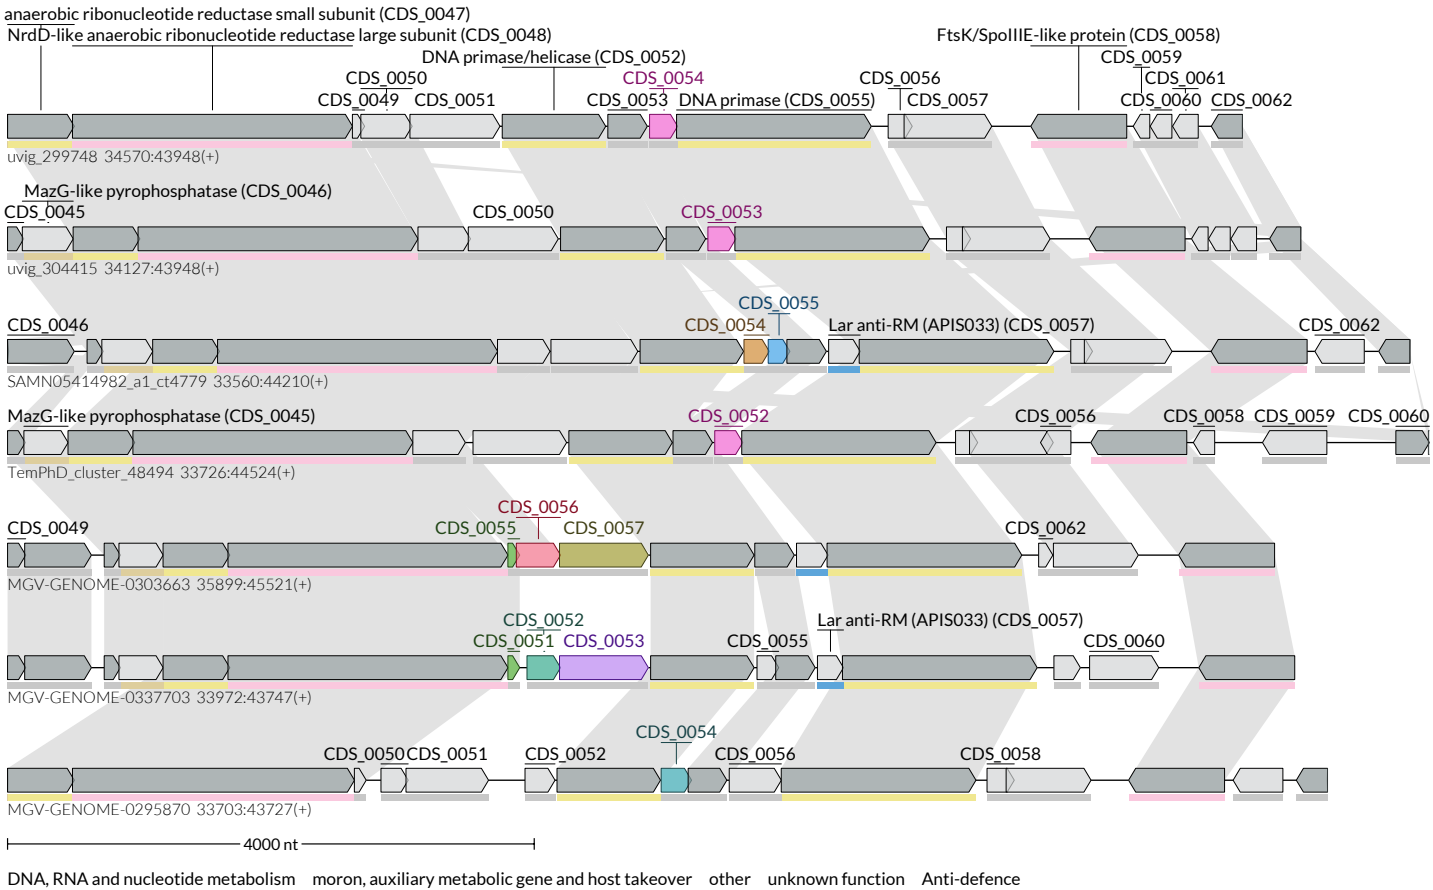 anaerobic ribonucleotide reductase small subunit (CDS_0047)
NrdD-like anaerobic ribonucleotide reductase large subunit (CDS_0048)
FtsK/SpoIIIE-like protein (CDS_0058)
DNA primase/helicase (CDS_0052)
CDS_0059
CDS_0050
CDS_0054
CDS_0056
CDS_0061
CDS_0049
CDS_0051
CDS_0053
DNA primase (CDS_0055)
CDS_0057
CDS_0060
CDS_0062
uvig_299748 34570:43948(+)
MazG-like pyrophosphatase (CDS_0046)
CDS_0045
CDS_0050
CDS_0053
uvig_304415 34127:43948(+)
CDS_0055
CDS_0046
CDS_0054
Lar anti-RM (APIS033) (CDS_0057)
CDS_0062
SAMN05414982_a1_ct4779 33560:44210(+)
MazG-like pyrophosphatase (CDS_0045)
CDS_0052
CDS_0056
CDS_0058
CDS_0059
CDS_0060
TemPhD_cluster_48494 33726:44524(+)
CDS_0056
CDS_0049
CDS_0055
CDS_0057
CDS_0062
MGV-GENOME-0303663 35899:45521(+)
CDS_0052
Lar anti-RM (APIS033) (CDS_0057)
CDS_0051
CDS_0053
CDS_0055
CDS_0060
MGV-GENOME-0337703 33972:43747(+)
CDS_0054
CDS_0050
CDS_0051
CDS_0052
CDS_0056
CDS_0058
MGV-GENOME-0295870 33703:43727(+)
4000 nt
DNA, RNA and nucleotide metabolism moron, auxiliary metabolic gene and host takeover other unknown function Anti-defence